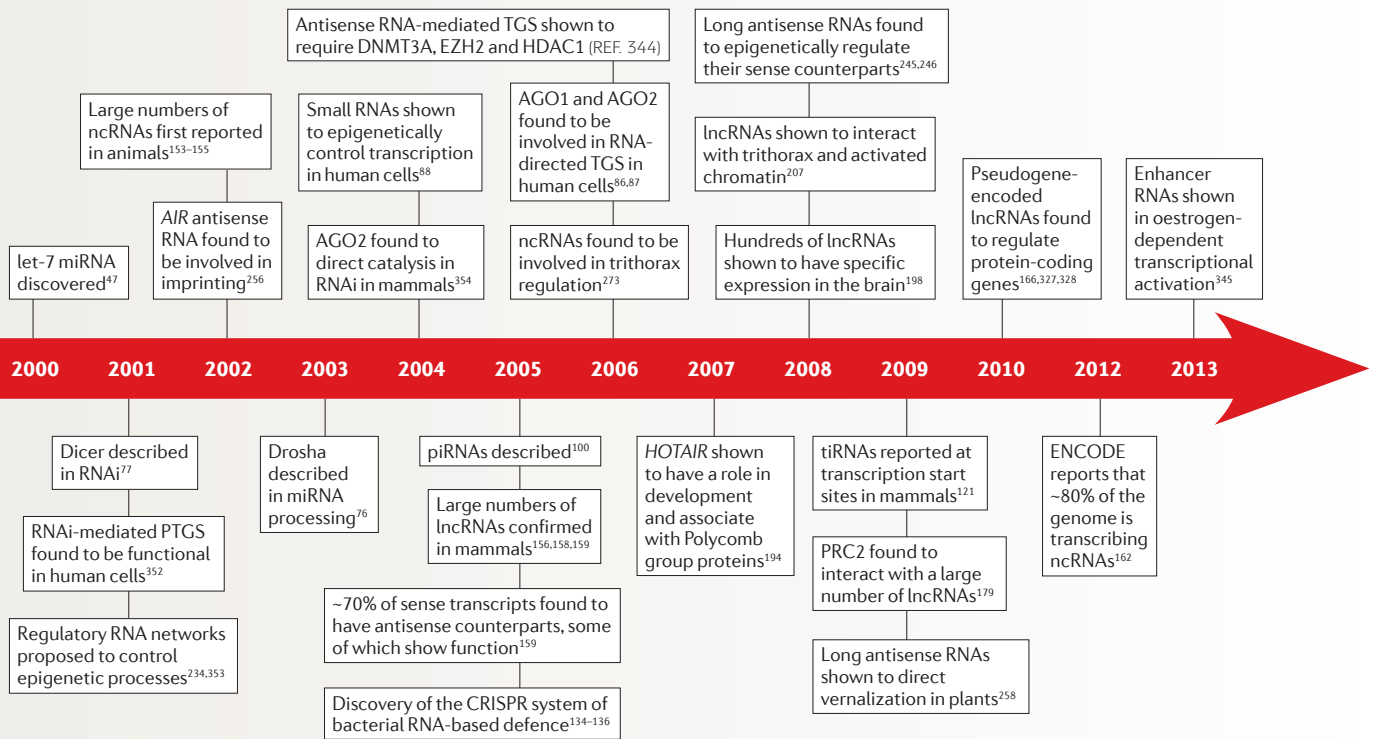 Antisense RNA-mediated TGS shown to
require DNMT3A, EZH2 and HDAC1 (REF. 344)
Long antisense RNAs found
to epigenetically regulate
their sense counterparts245,246
Large numbers of
ncRNAs first reported
in animals153–155
Small RNAs shown
to epigenetically
control transcription
in human cells88
AGO1 and AGO2
found to be
involved in RNA-
directed TGS in
human cells86,87
lncRNAs shown to interact
with trithorax and activated
chromatin207
Pseudogene-
encoded
lncRNAs found
to regulate
protein-coding
genes166,327,328
Enhancer
RNAs shown
in oestrogen-
dependent
transcriptional
activation345
let-7 miRNA
discovered47
AIR antisense
RNA found to
be involved in
imprinting256
AGO2 found to
direct catalysis in
RNAi in mammals354
ncRNAs found to be
involved in trithorax
regulation273
Hundreds of lncRNAs
shown to have specific
expression in the brain198
2000 2001 2002 2003 2004 2005 2006 2007 2008 2009 2010 2012 2013
Dicer described
in RNAi77
RNAi-mediated PTGS
found to be functional
in human cells352
Regulatory RNA networks
proposed to control
epigenetic processes234,353
Drosha
described
in miRNA
processing76
piRNAs described100
Large numbers of
lncRNAs confirmed
in mammals156,158,159
~70% of sense transcripts found to
have antisense counterparts, some
of which show function159
Discovery of the CRISPR system of
bacterial RNA-based defence134–136
HOTAIR shown
to have a role in
development
and associate
with Polycomb
group proteins194
tiRNAs reported at
transcription start
sites in mammals121
PRC2 found to
interact with a large
number of lncRNAs179
Long antisense RNAs
shown to direct
vernalization in plants258
ENCODE
reports that
~80% of the
genome is
transcribing
ncRNAs162